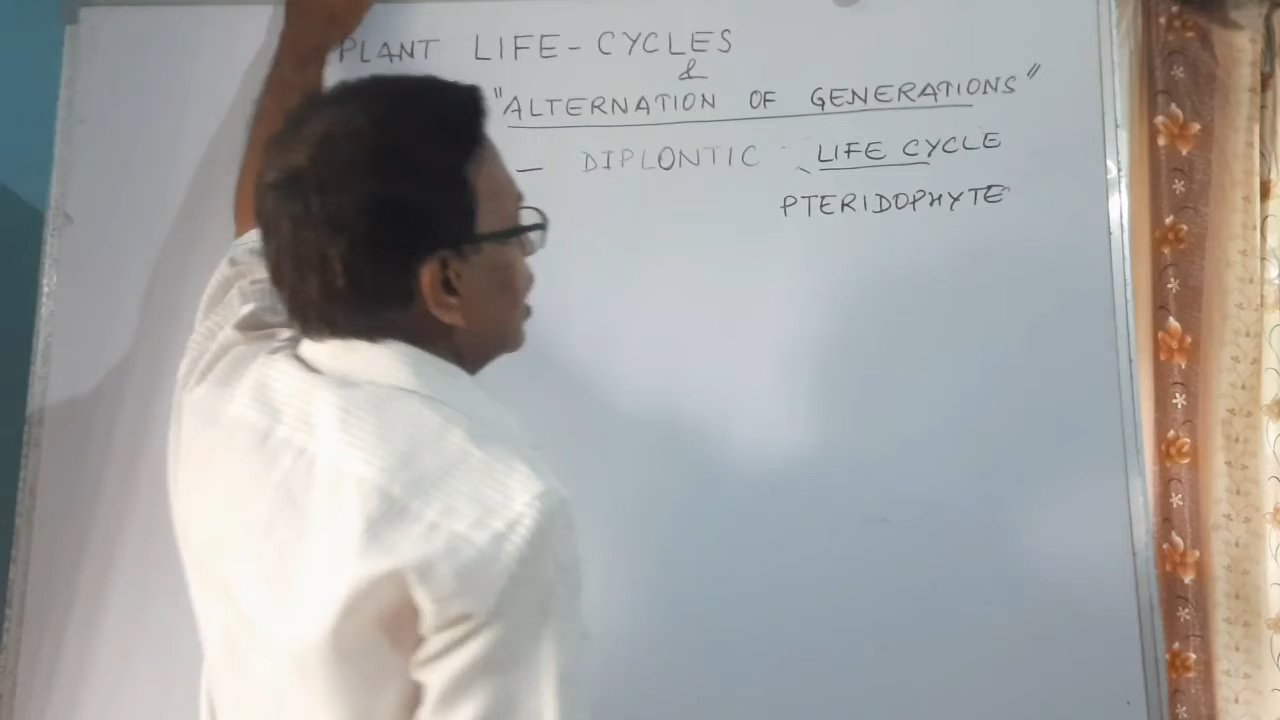 PLANT LIFE-CYCLES
&
"ALTERNATION OF GENERATIONS"
— DIPLONTIC LIFE CYCLE
PTERIDOPHYTE